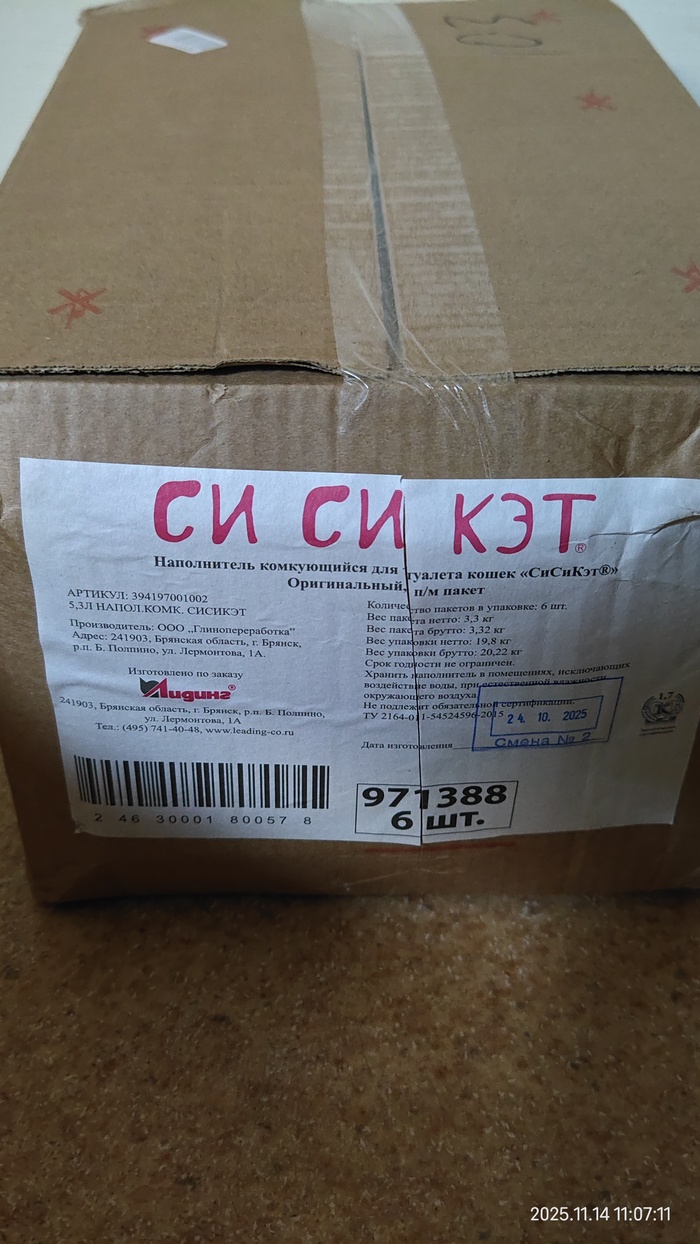 03
СИ СИ КЭТ®
Наполнитель комкующийся для туалета кошек «СиСиКэт®»
Оригинальный, п/м пакет
АРТИКУЛ: 394197001002
5,3Л НАПОЛ.КОМК. СИСИКЭТ
Производитель: ООО „Глинопереработка"
Адрес: 241903, Брянская область, г. Брянск,
р.п. Б. Полпино, ул. Лермонтова, 1А.
Изготовлено по заказу
Лидинг®
241903, Брянская область, г. Брянск, р.п. Б. Полпино,
ул. Лермонтова, 1А
Тел.: (495) 741-40-48, www.leading-co.ru
2 46 30001 80057 8
Количество пакетов в упаковке: 6 шт.
Вес пакета нетто: 3,3 кг
Вес пакета брутто: 3,32 кг
Вес упаковки нетто: 19,8 кг
Вес упаковки брутто: 20,22 кг
Срок годности не ограничен.
Хранить наполнитель в помещениях, исключающих
воздействие воды, при естественной влажности
окружающего воздуха.
Не подлежит обязательной сертификации.
ТУ 2164-011-54524596-2015
24. 10. 2025
Смена № 2
Дата изготовления
1,7
971388
6 шт.
2025.11.14 11:07:11